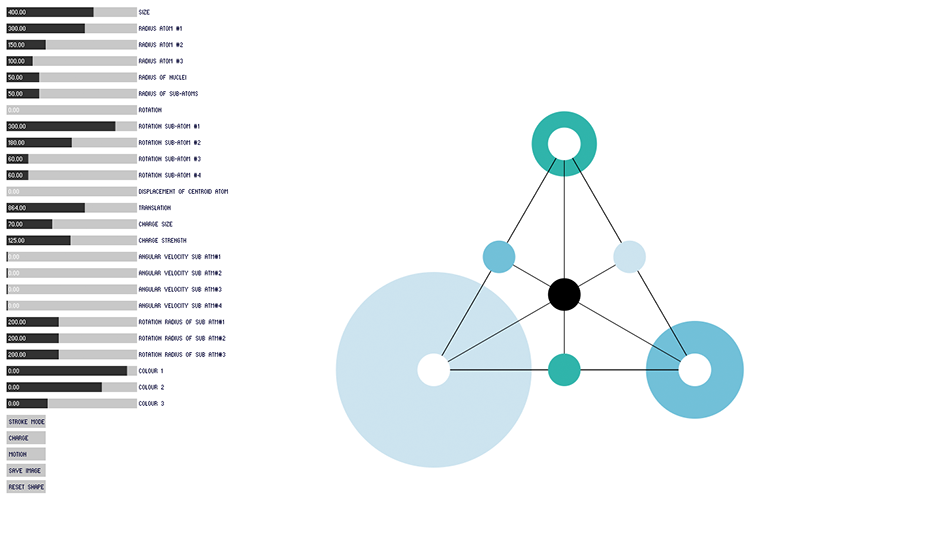 400.00 SIZE
300.00 RADIUS ATOM #1
150.00 RADIUS ATOM #2
100.00 RADIUS ATOM #3
50.00 RADIUS OF NUCLEI
50.00 RADIUS OF SUB-ATOMS
0.00 ROTATION
300.00 ROTATION SUB-ATOM #1
180.00 ROTATION SUB-ATOM #2
60.00 ROTATION SUB-ATOM #3
60.00 ROTATION SUB-ATOM #4
0.00 DISPLACEMENT OF CENTROID ATOM
864.00 TRANSLATION
70.00 CHARGE SIZE
125.00 CHARGE STRENGTH
0.00 ANGULAR VELOCITY SUB ATM#1
0.00 ANGULAR VELOCITY SUB ATM#2
0.00 ANGULAR VELOCITY SUB ATM#3
0.00 ANGULAR VELOCITY SUB ATM#4
200.00 ROTATION RADIUS OF SUB ATM#1
200.00 ROTATION RADIUS OF SUB ATM#2
200.00 ROTATION RADIUS OF SUB ATM#3
0.00 COLOUR 1
0.00 COLOUR 2
0.00 COLOUR 3
STROKE MODE
CHARGE
MOTION
SAVE IMAGE
RESET SHAPE